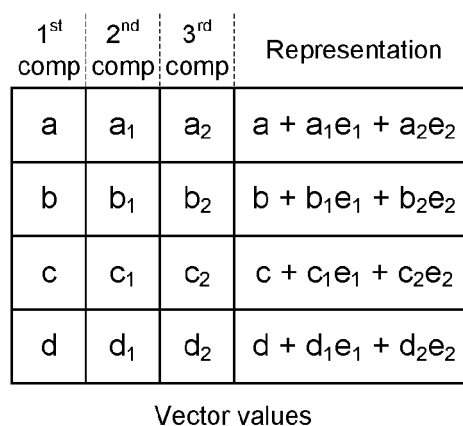 1st comp 2nd comp 3rd comp Representation
a a₁ a₂ a + a₁e₁ + a₂e₂
b b₁ b₂ b + b₁e₁ + b₂e₂
c c₁ c₂ c + c₁e₁ + c₂e₂
d d₁ d₂ d + d₁e₁ + d₂e₂
Vector values